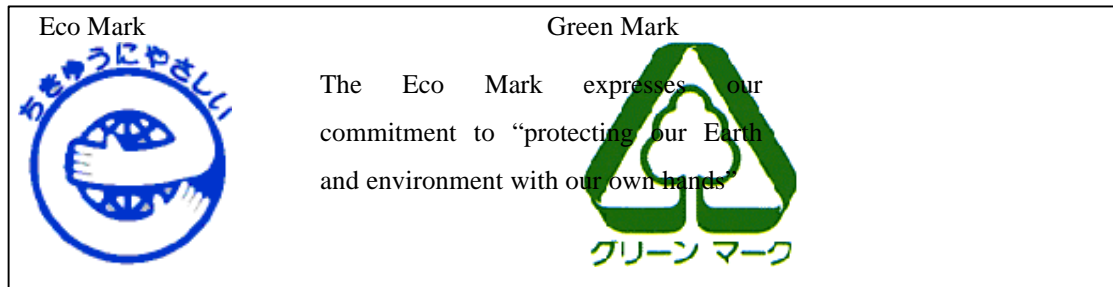 Eco Mark
ちきゅうにやさしい
The Eco Mark expresses our
commitment to “protecting our Earth
and environment with our own hands”
Green Mark
グリーン マーク